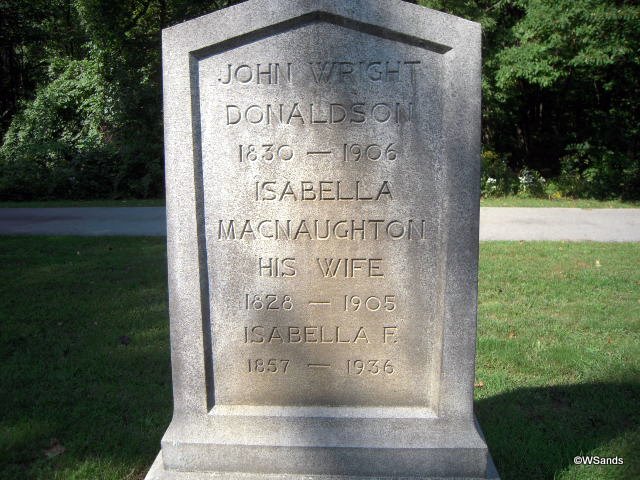 JOHN WRIGHT
DONALDSON
1830 — 1906
ISABELLA
MACNAUGHTON
HIS WIFE
1828 — 1905
ISABELLA F.
1857 — 1936
©WSands